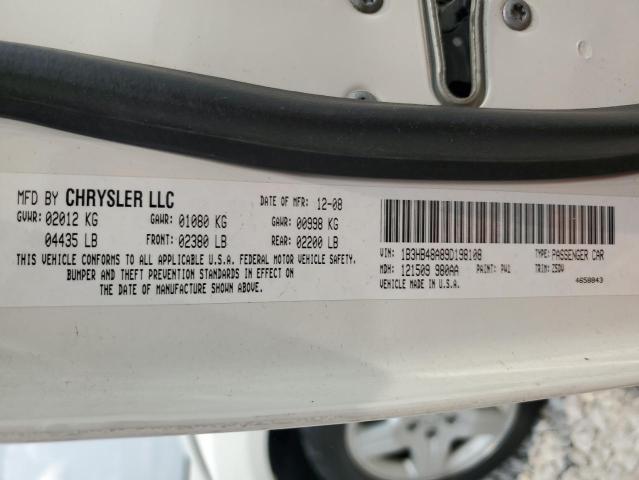 MFD BY CHRYSLER LLC DATE OF MFR: 12-08
GVWR: 02012 KG GAWR: 01080 KG GAWR: 00998 KG
04435 LB FRONT: 02380 LB REAR: 02200 LB
THIS VEHICLE CONFORMS TO ALL APPLICABLE U.S.A. FEDERAL MOTOR VEHICLE SAFETY,
BUMPER AND THEFT PREVENTION STANDARDS IN EFFECT ON
THE DATE OF MANUFACTURE SHOWN ABOVE.
VIN: 1B3HB48A89D198108 TYPE: PASSENGER CAR
MDH: 121509 980AA PAINT: PW1 TRIM: Z5DV
VEHICLE MADE IN U.S.A. 4658843